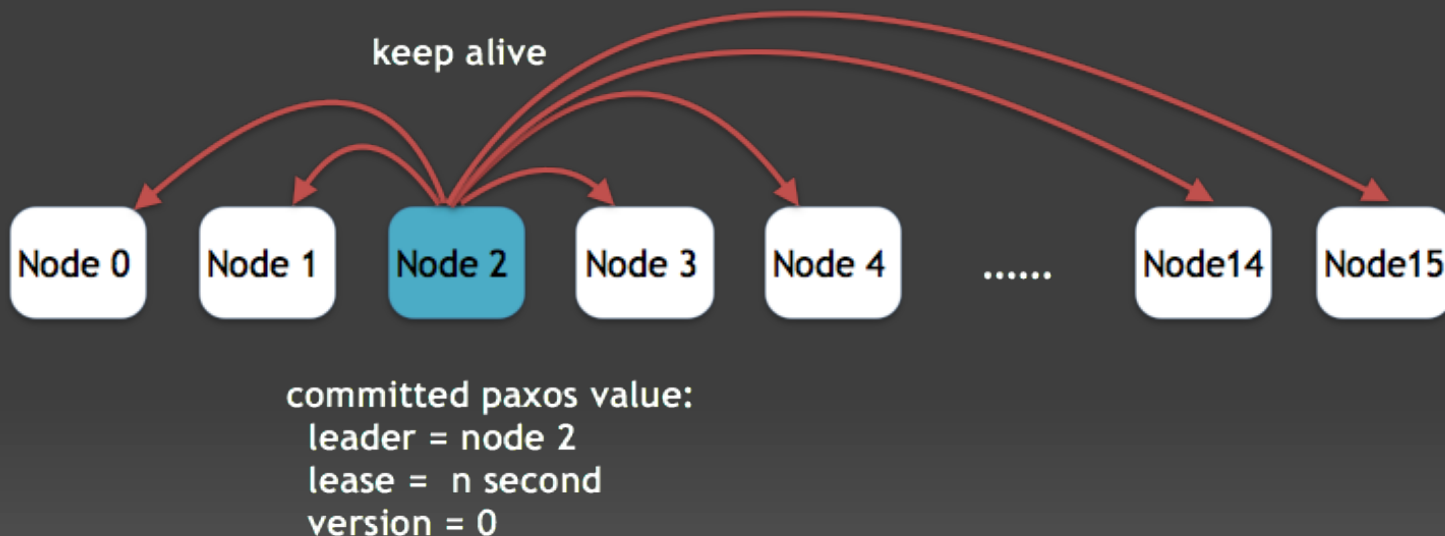 keep alive
Node 0 Node 1 Node 2 Node 3 Node 4 ...... Node14 Node15
committed paxos value:
leader = node 2
lease =  n second
version = 0